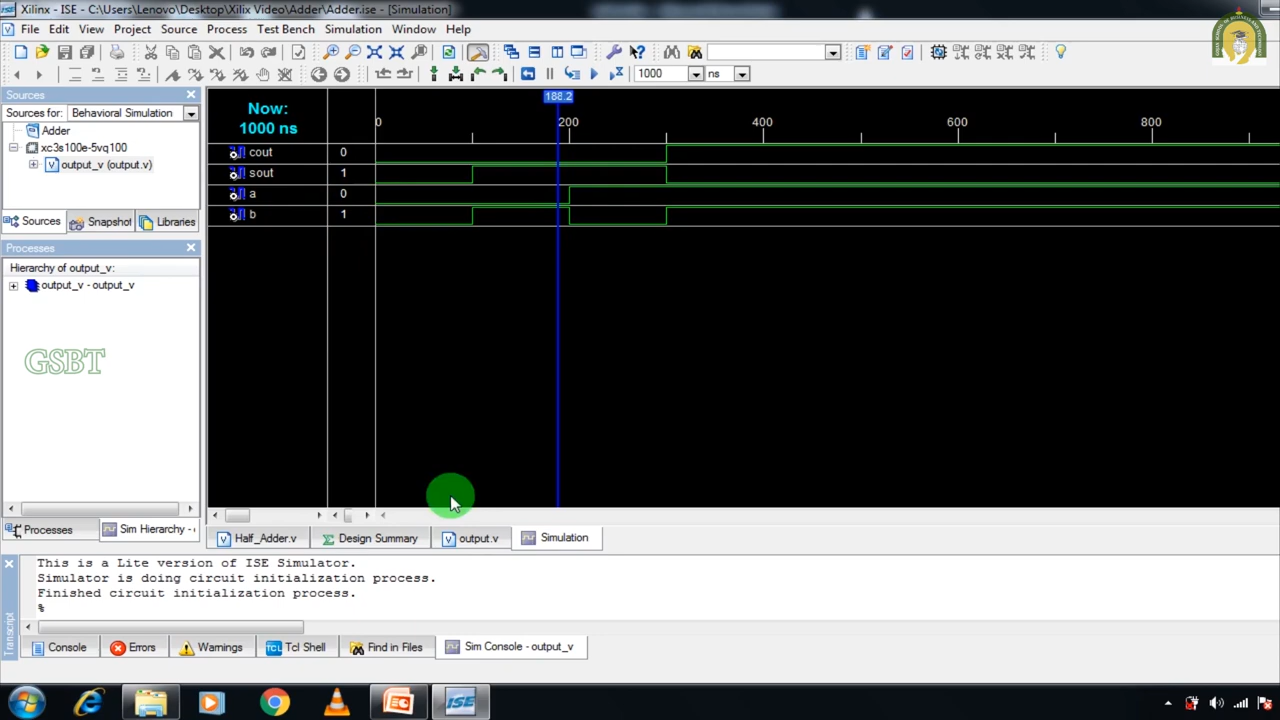 Xilinx - ISE - C:\Users\Lenovo\Desktop\Xilix Video\Adder\Adder.ise - [Simulation]
File Edit View Project Source Process Test Bench Simulation Window Help
1000 ns
Sources
Sources for: Behavioral Simulation
Adder
xc3s100e-5vq100
output_v (output.v)
Sources Snapshot Libraries
Processes
Hierarchy of output_v:
output_v - output_v
GSBT
Processes Sim Hierarchy -
Now:
1000 ns
188.2
0 200 400 600 800
cout 0
sout 1
a 0
b 1
Half_Adder.v Design Summary output.v Simulation
This is a Lite version of ISE Simulator.
Simulator is doing circuit initialization process.
Finished circuit initialization process.
%
Transcript
Console Errors Warnings TCL Tcl Shell Find in Files Sim Console - output_v
ISE